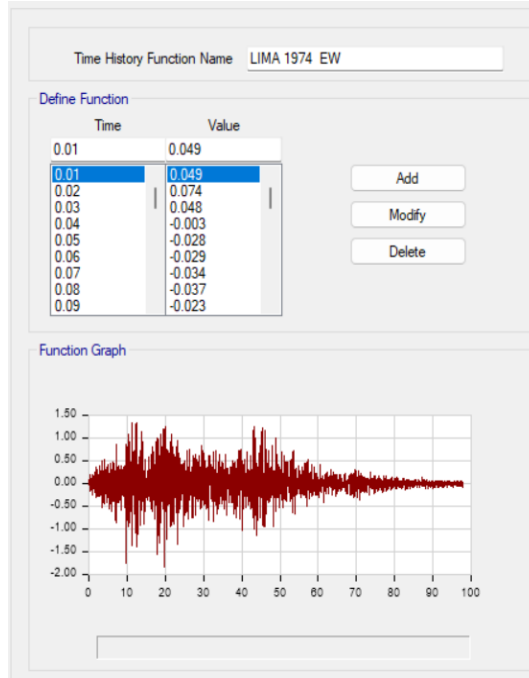 Time History Function Name LIMA 1974 EW
Define Function
Time Value
0.01 0.049
0.01 0.049
0.02 0.074
0.03 0.048
0.04 -0.003
0.05 -0.028
0.06 -0.029
0.07 -0.034
0.08 -0.037
0.09 -0.023
Add
Modify
Delete
Function Graph
1.50
1.00
0.50
0.00
-0.50
-1.00
-1.50
-2.00
0 10 20 30 40 50 60 70 80 90 100